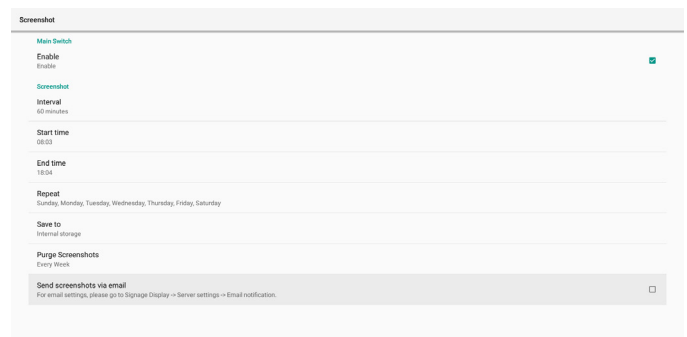 Screenshot
Main Switch
Enable
Enable
Screenshot
Interval
60 minutes
Start time
08:03
End time
18:04
Repeat
Sunday, Monday, Tuesday, Wednesday, Thursday, Friday, Saturday
Save to
Internal storage
Purge Screenshots
Every Week
Send screenshots via email
For email settings, please go to Signage Display -> Server settings -> Email notification.